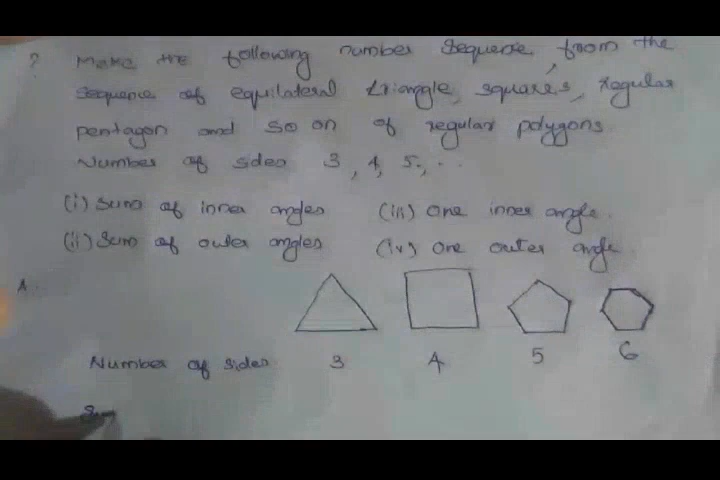 ? Make the following number sequence, from the
sequence of equilateral triangle, squares, regular
pentagon and so on of regular polygons.
Number of sides 3, 4, 5, ...
(i) Sum of inner angles (iii) One inner angle.
(ii) Sum of outer angles (iv) One outer angle.
A.
Number of sides 3 4 5 6
Sum